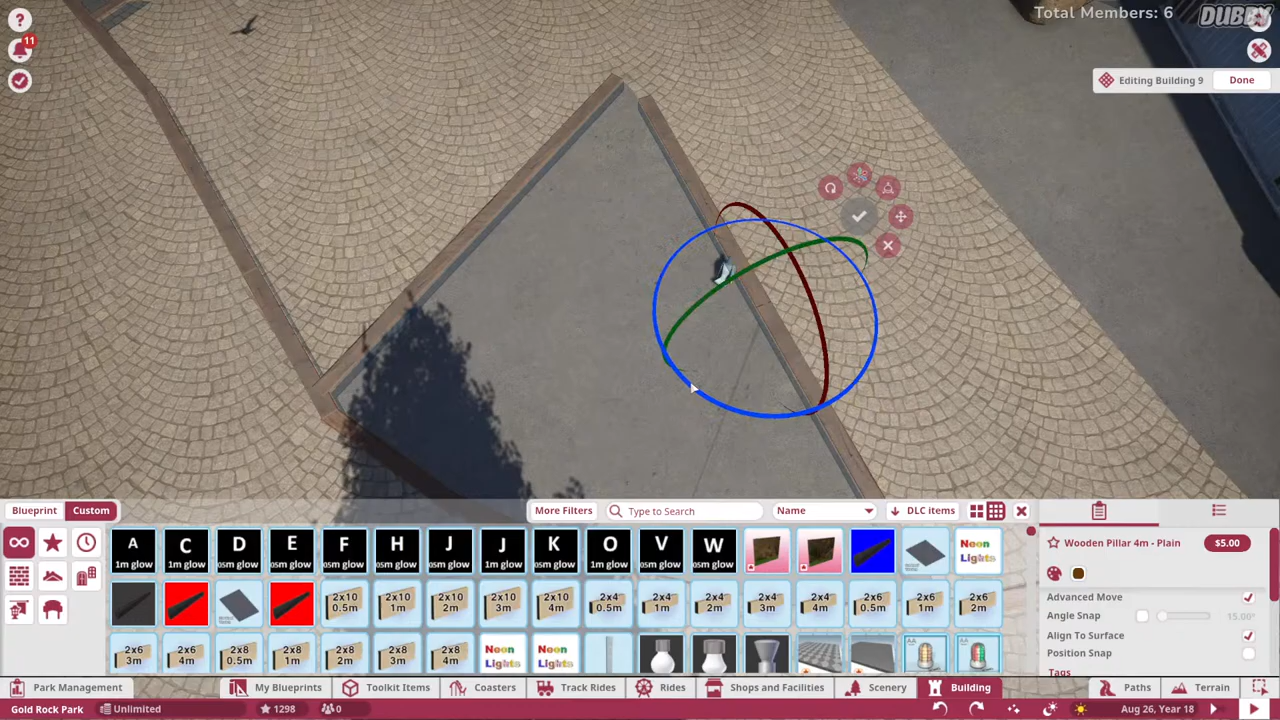 ?
11
Total Members: 6
DUBBY
Editing Building 9
Done
Blueprint
Custom
More Filters
Type to Search
Name
DLC items
A
1m glow
C
1m glow
D
05m glow
E
05m glow
F
05m glow
H
05m glow
J
05m glow
J
1m glow
K
05m glow
O
1m glow
V
05m glow
W
05m glow
Neon
Lights
2x10
0.5m
2x10
1m
2x10
2m
2x10
3m
2x10
4m
2x4
0.5m
2x4
1m
2x4
2m
2x4
3m
2x4
4m
2x6
0.5m
2x6
1m
2x6
2m
2x6
3m
2x6
4m
2x8
0.5m
2x8
1m
2x8
2m
2x8
3m
2x8
4m
Neon
Lights
Neon
Lights
AA
AA
Wooden Pillar 4m - Plain
$5.00
Advanced Move
Angle Snap
15.00°
Align To Surface
Position Snap
Tags
Park Management
My Blueprints
Toolkit Items
Coasters
Track Rides
Rides
Shops and Facilities
Scenery
Building
Paths
Terrain
Gold Rock Park
Unlimited
1298
0
Aug 26, Year 18